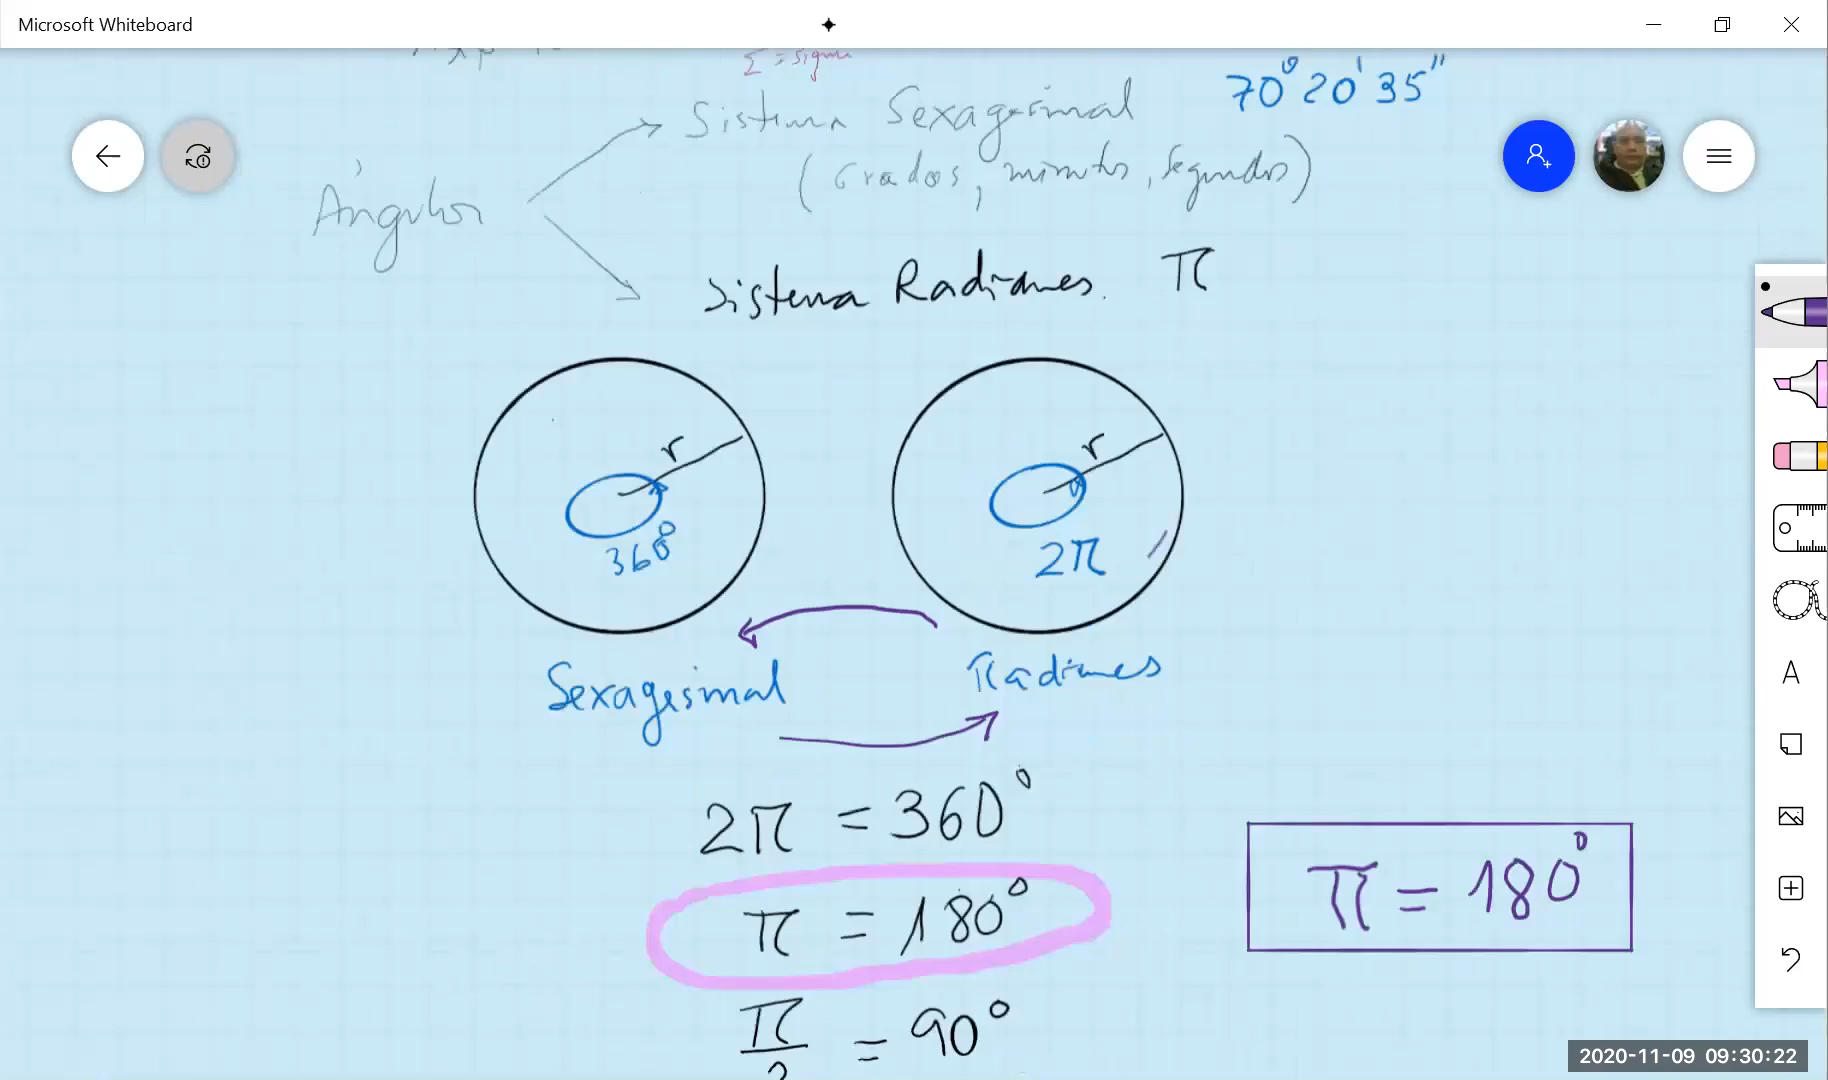 Microsoft Whiteboard
Σ = sigma
70° 20' 35"
Sistema Sexagesimal
(Grados, minutos, segundos)
Ángulos
Sistema Radianes. π
r
360°
r
2π
Sexagesimal
Radianes
2π = 360°
π = 180°
π = 180°
π/2 = 90°
A
2020-11-09 09:30:22